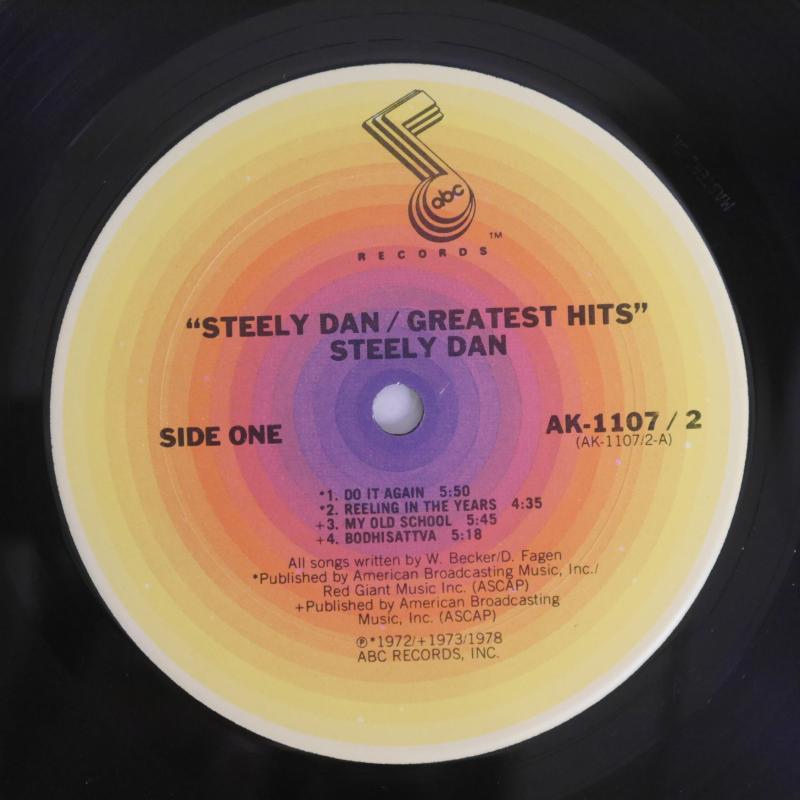 abc
TM
RECORDS
“STEELY DAN / GREATEST HITS”
STEELY DAN
SIDE ONE
AK-1107 / 2
(AK-1107/2-A)
*1. DO IT AGAIN 5:50
*2. REELING IN THE YEARS 4:35
+3. MY OLD SCHOOL 5:45
+4. BODHISATTVA 5:18
All songs written by W. Becker/D. Fagen
*Published by American Broadcasting Music, Inc./
Red Giant Music Inc. (ASCAP)
+Published by American Broadcasting
Music, Inc. (ASCAP)
℗*1972/+1973/1978
ABC RECORDS, INC.